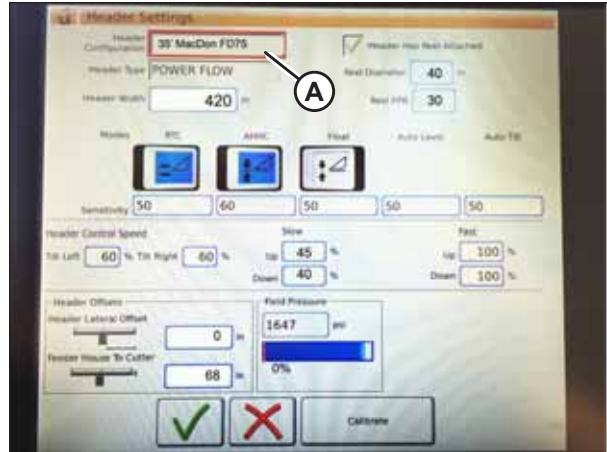 Header Settings
Header Configuration 35' MacDon FD75 Header Has Reel Attached
A
Header Type POWER FLOW Reel Diameter 40 in
Header Width 420 in Reel PPR 30
Modes RTC AHHC Float Auto Level Auto Tilt
Sensitivity 50 60 50 50 50
Header Control Speed Slow Fast
Tilt Left 60 % Tilt Right 60 % Up 45 % Up 100 %
Down 40 % Down 100 %
Header Offsets Field Pressure
Header Lateral Offset 0 in 1647 psi
Feeder House To Cutter 68 in 0%
Calibrate